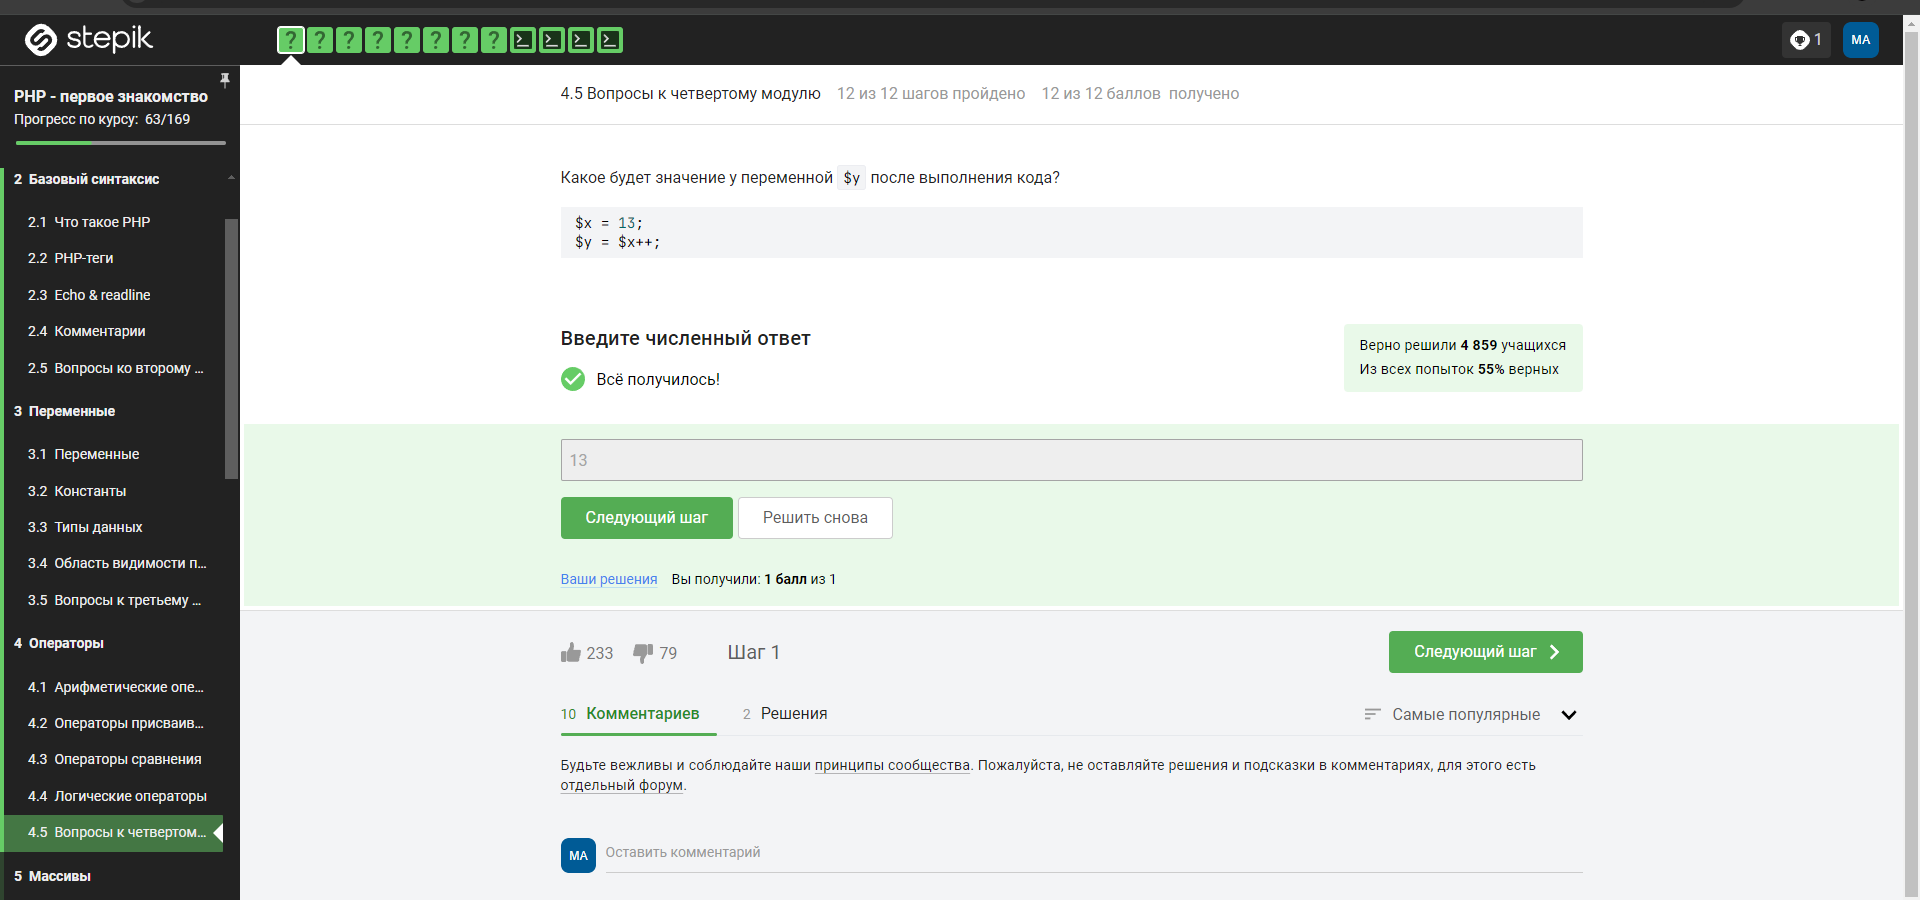 stepik
1
MA
PHP - первое знакомство
Прогресс по курсу: 63/169
2 Базовый синтаксис
2.1 Что такое PHP
2.2 PHP-теги
2.3 Echo & readline
2.4 Комментарии
2.5 Вопросы ко второму ...
3 Переменные
3.1 Переменные
3.2 Константы
3.3 Типы данных
3.4 Область видимости п...
3.5 Вопросы к третьему ...
4 Операторы
4.1 Арифметические опе...
4.2 Операторы присваив...
4.3 Операторы сравнения
4.4 Логические операторы
4.5 Вопросы к четвертом...
5 Массивы
4.5 Вопросы к четвертому модулю 12 из 12 шагов пройдено 12 из 12 баллов получено
Какое будет значение у переменной $y после выполнения кода?
$x = 13;
$y = $x++;
Введите численный ответ
Всё получилось!
Верно решили 4 859 учащихся
Из всех попыток 55% верных
13
Следующий шаг Решить снова
Ваши решения Вы получили: 1 балл из 1
233 79 Шаг 1
Следующий шаг
10 Комментариев 2 Решения
Самые популярные
Будьте вежливы и соблюдайте наши принципы сообщества. Пожалуйста, не оставляйте решения и подсказки в комментариях, для этого есть
отдельный форум.
MA Оставить комментарий